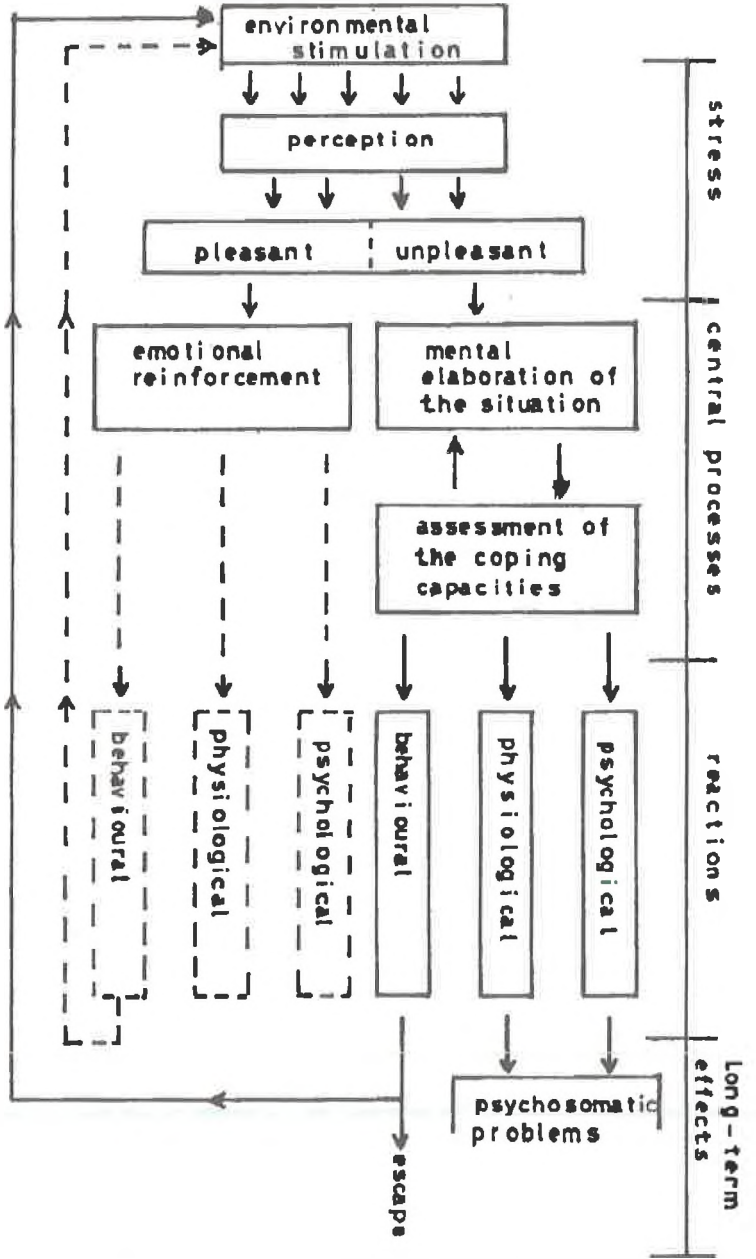 environmental
stimulation
perception
pleasant
unpleasant
emotional
reinforcement
mental
elaboration of
the situation
assessment of
the coping
capacities
behavioural
physiological
psychological
behavioural
physiological
psychological
psychosomatic
problems
escape
stress
central processes
reactions
Long-term
effects